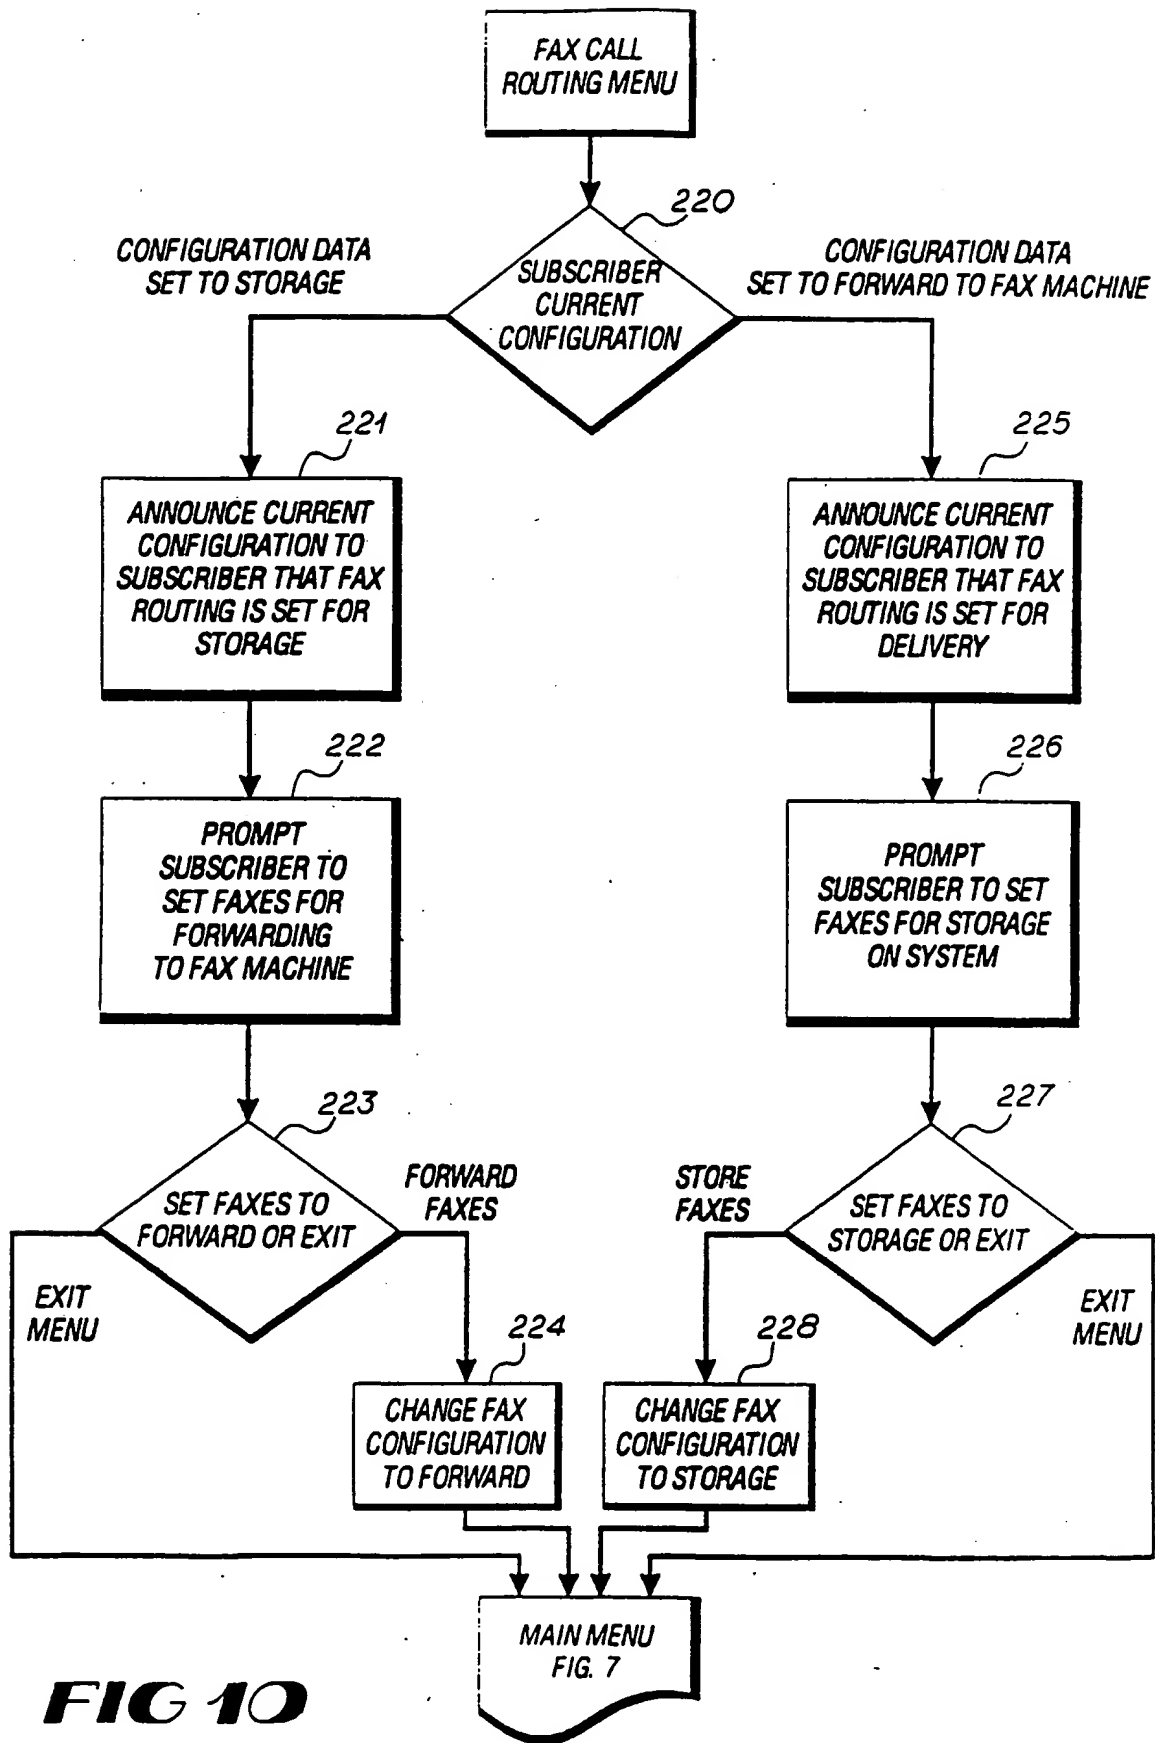 FAX CALL
ROUTING MENU
220
CONFIGURATION DATA
SET TO STORAGE
SUBSCRIBER
CURRENT
CONFIGURATION
CONFIGURATION DATA
SET TO FORWARD TO FAX MACHINE
221
ANNOUNCE CURRENT
CONFIGURATION TO
SUBSCRIBER THAT FAX
ROUTING IS SET FOR
STORAGE
225
ANNOUNCE CURRENT
CONFIGURATION TO
SUBSCRIBER THAT FAX
ROUTING IS SET FOR
DELIVERY
222
PROMPT
SUBSCRIBER TO
SET FAXES FOR
FORWARDING
TO FAX MACHINE
226
PROMPT
SUBSCRIBER TO SET
FAXES FOR STORAGE
ON SYSTEM
223
SET FAXES TO
FORWARD OR EXIT
FORWARD
FAXES
EXIT
MENU
227
STORE
FAXES
SET FAXES TO
STORAGE OR EXIT
EXIT
MENU
224
CHANGE FAX
CONFIGURATION
TO FORWARD
228
CHANGE FAX
CONFIGURATION
TO STORAGE
MAIN MENU
FIG. 7
FIG 10